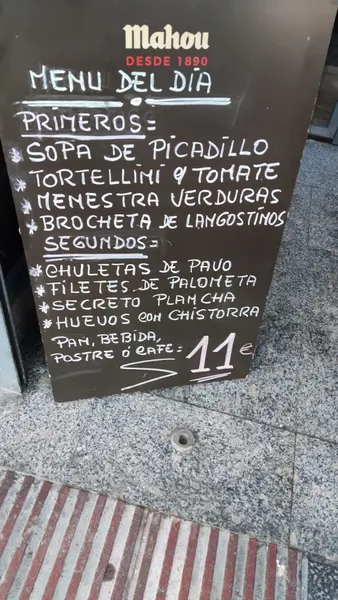 Mahou
DESDE 1890
MENU DEL DIA
PRIMEROS=
* SOPA DE PICADILLO
* TORTELLINI C/ TOMATE
* MENESTRA VERDURAS
* BROCHETA DE LANGOSTINOS
SEGUNDOS=
* CHULETAS DE PAVO
* FILETES DE PALOMETA
* SECRETO PLANCHA
* HUEVOS CON CHISTORRA
PAN, BEBIDA,
POSTRE Ó CAFE= 11€